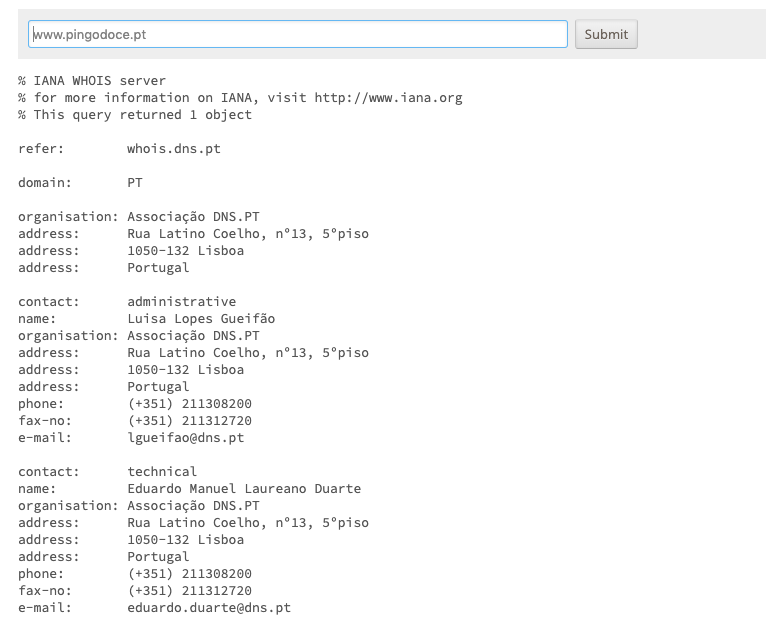 www.pingodoce.pt
Submit
% IANA WHOIS server
% for more information on IANA, visit http://www.iana.org
% This query returned 1 object
refer: whois.dns.pt
domain: PT
organisation: Associação DNS.PT
address: Rua Latino Coelho, nº13, 5ºpiso
address: 1050-132 Lisboa
address: Portugal
contact: administrative
name: Luisa Lopes Gueifão
organisation: Associação DNS.PT
address: Rua Latino Coelho, nº13, 5ºpiso
address: 1050-132 Lisboa
address: Portugal
phone: (+351) 211308200
fax-no: (+351) 211312720
e-mail: lgueifao@dns.pt
contact: technical
name: Eduardo Manuel Laureano Duarte
organisation: Associação DNS.PT
address: Rua Latino Coelho, nº13, 5ºpiso
address: 1050-132 Lisboa
address: Portugal
phone: (+351) 211308200
fax-no: (+351) 211312720
e-mail: eduardo.duarte@dns.pt